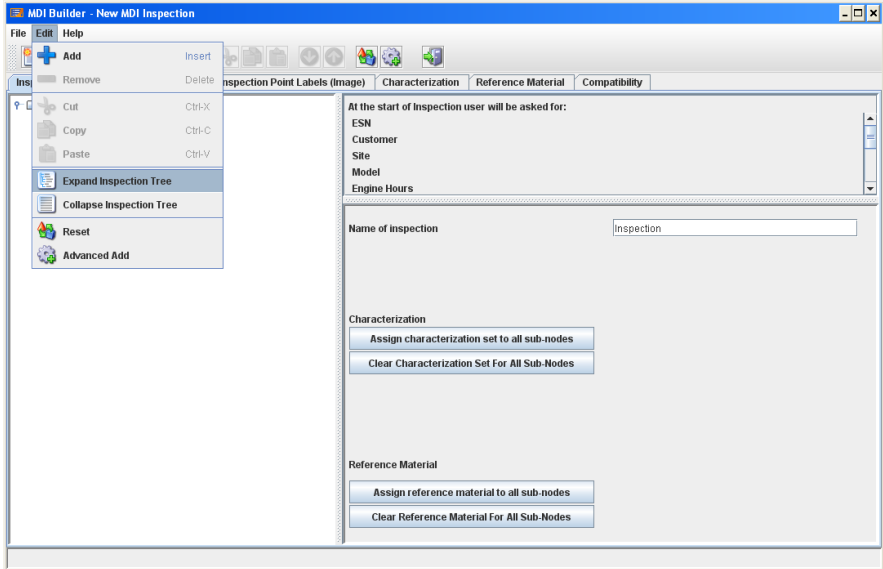 MDI Builder - New MDI Inspection
File Edit Help
Add Insert
Remove Delete
Cut Ctrl-X
Copy Ctrl-C
Paste Ctrl-V
Expand Inspection Tree
Collapse Inspection Tree
Reset
Advanced Add
Ins nspection Point Labels (Image) Characterization Reference Material Compatibility
At the start of Inspection user will be asked for:
ESN
Customer
Site
Model
Engine Hours
Name of inspection Inspection
Characterization
Assign characterization set to all sub-nodes
Clear Characterization Set For All Sub-Nodes
Reference Material
Assign reference material to all sub-nodes
Clear Reference Material For All Sub-Nodes